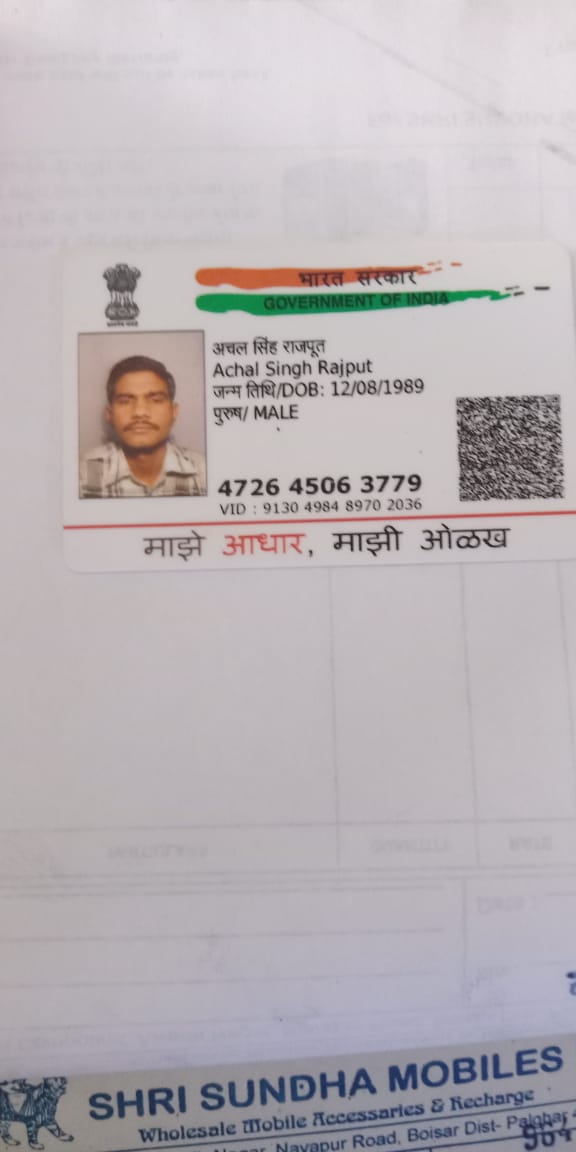 भारत सरकार
GOVERNMENT OF INDIA
अचल सिंह राजपूत
Achal Singh Rajput
जन्म तिथि/DOB: 12/08/1989
पुरुष/ MALE
4726 4506 3779
VID : 9130 4984 8970 2036
माझे आधार, माझी ओळख
SHRI SUNDHA MOBILES
Wholesale Mobile Accessaries & Recharge
Nagar, Navapur Road, Boisar Dist- Palghar